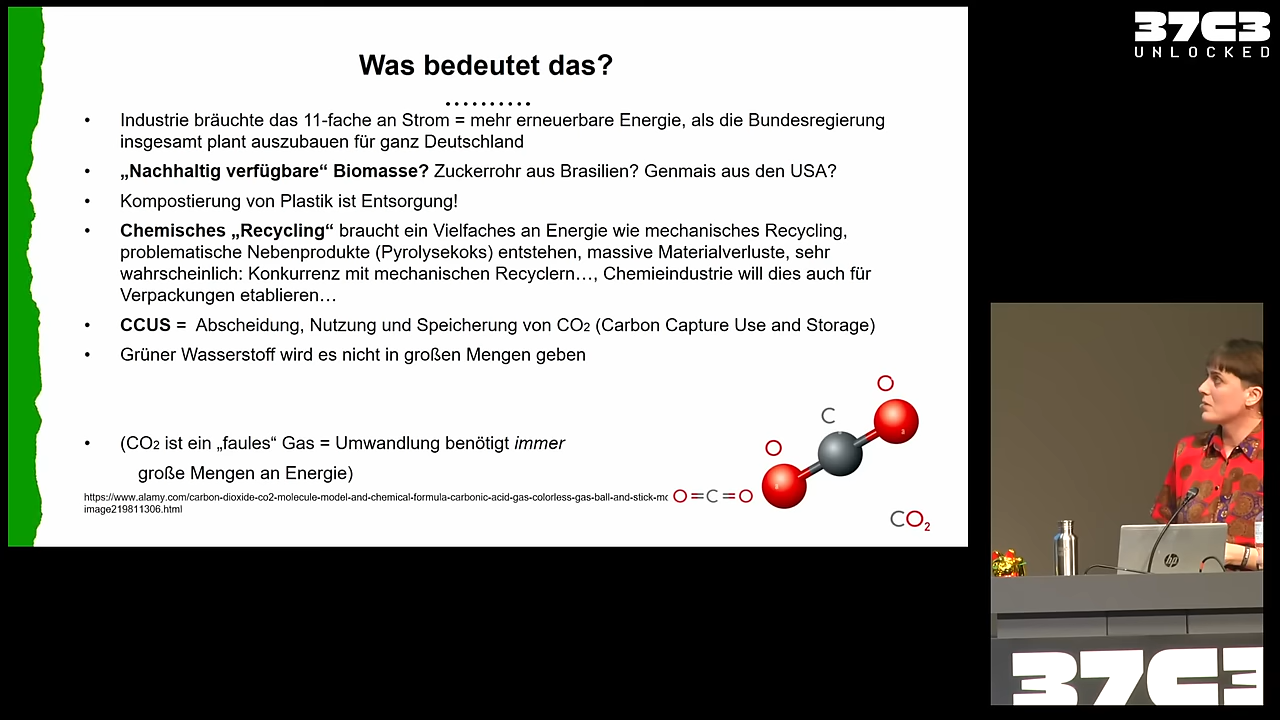 37C3
UNLOCKED
Was bedeutet das?
..........
• Industrie bräuchte das 11-fache an Strom = mehr erneuerbare Energie, als die Bundesregierung
insgesamt plant auszubauen für ganz Deutschland
• „Nachhaltig verfügbare“ Biomasse? Zuckerrohr aus Brasilien? Genmais aus den USA?
• Kompostierung von Plastik ist Entsorgung!
• Chemisches „Recycling“ braucht ein Vielfaches an Energie wie mechanisches Recycling,
problematische Nebenprodukte (Pyrolysekoks) entstehen, massive Materialverluste, sehr
wahrscheinlich: Konkurrenz mit mechanischen Recyclern…, Chemieindustrie will dies auch für
Verpackungen etablieren…
• CCUS = Abscheidung, Nutzung und Speicherung von CO₂ (Carbon Capture Use and Storage)
• Grüner Wasserstoff wird es nicht in großen Mengen geben
• (CO₂ ist ein „faules“ Gas = Umwandlung benötigt immer
große Mengen an Energie)
https://www.alamy.com/carbon-dioxide-co2-molecule-model-and-chemical-formula-carbonic-acid-gas-colorless-gas-ball-and-stick-mo
image219811306.html
O
C
O
O=C=O
CO₂
hp
37C3